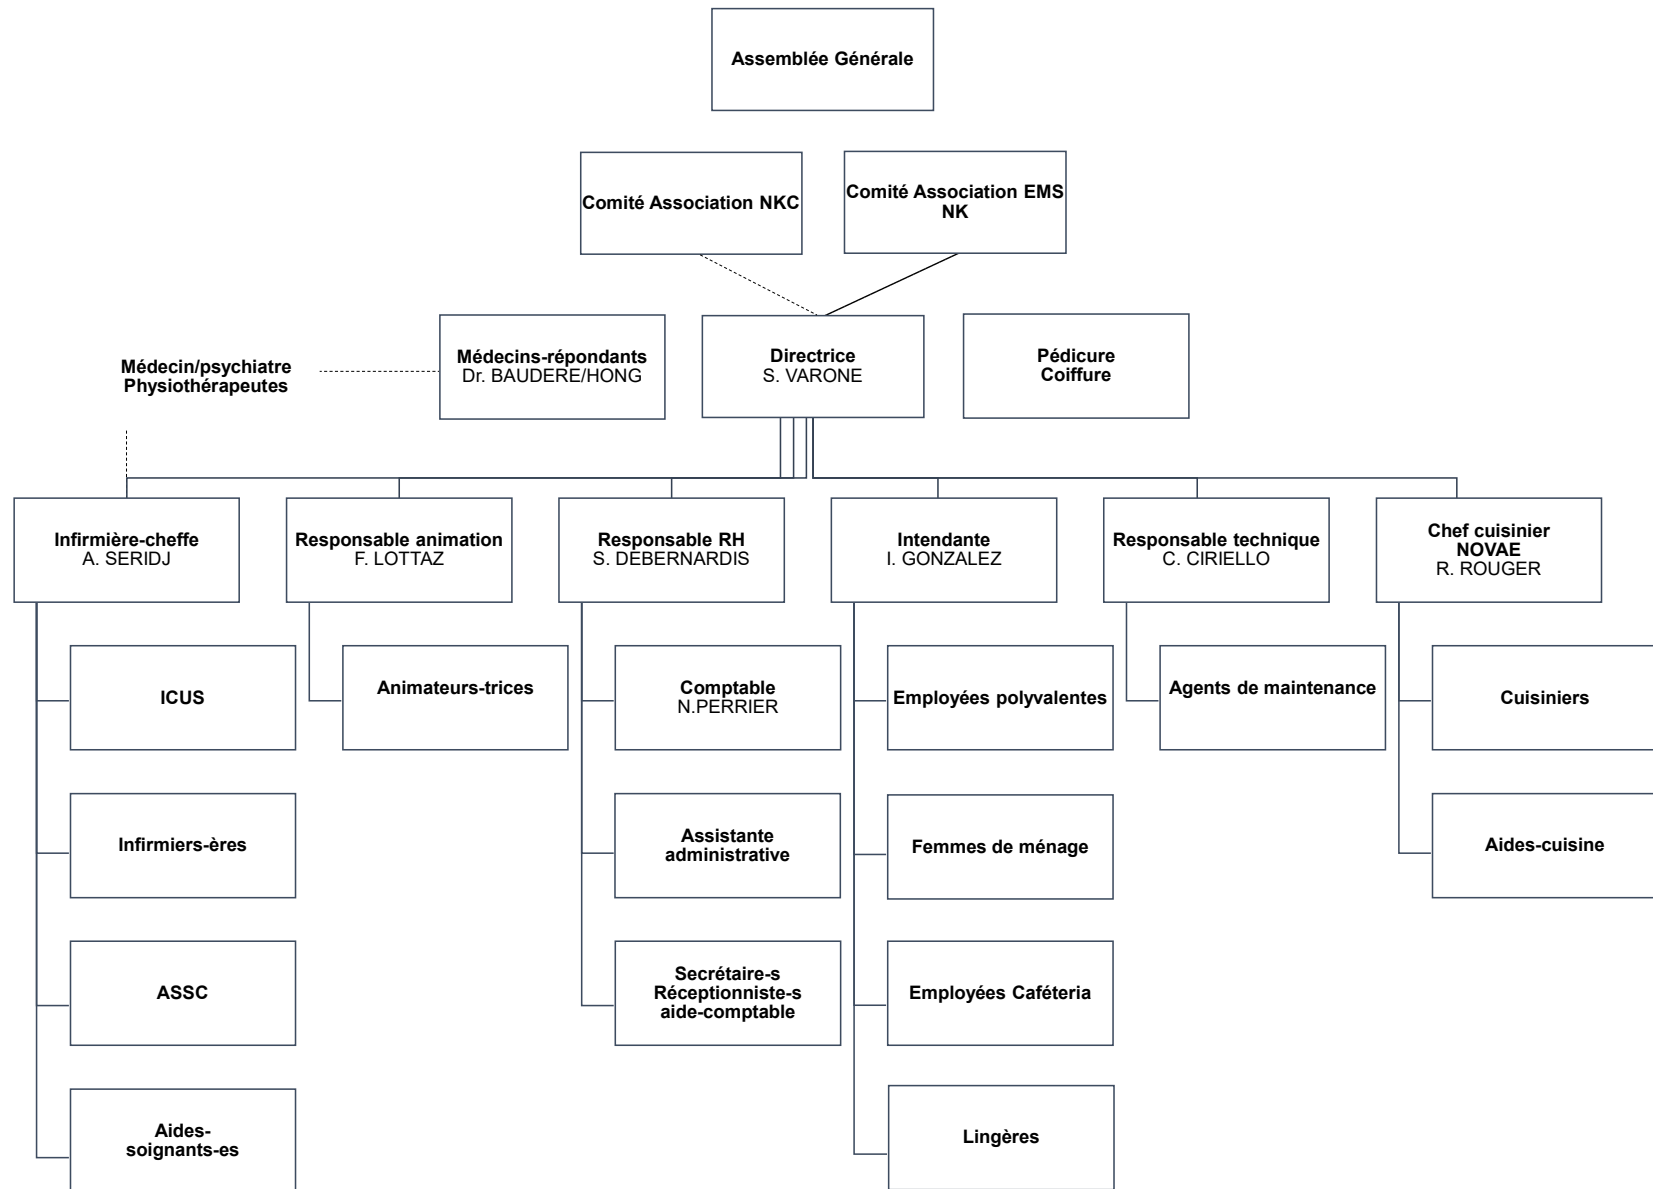 Assemblée Générale
Comité Association NKC
Comité Association EMS
NK
Médecin/psychiatre
Physiothérapeutes
Médecins-répondants
Dr. BAUDERE/HONG
Directrice
S. VARONE
Pédicure
Coiffure
Infirmière-cheffe
A. SERIDJ
Responsable animation
F. LOTTAZ
Responsable RH
S. DEBERNARDIS
Intendante
I. GONZALEZ
Responsable technique
C. CIRIELLO
Chef cuisinier
NOVAE
R. ROUGER
ICUS
Animateurs-trices
Comptable
N.PERRIER
Employées polyvalentes
Agents de maintenance
Cuisiniers
Infirmiers-ères
Assistante
administrative
Femmes de ménage
Aides-cuisine
ASSC
Secrétaire-s
Réceptionniste-s
aide-comptable
Employées Caféteria
Aides-
soignants-es
Lingères